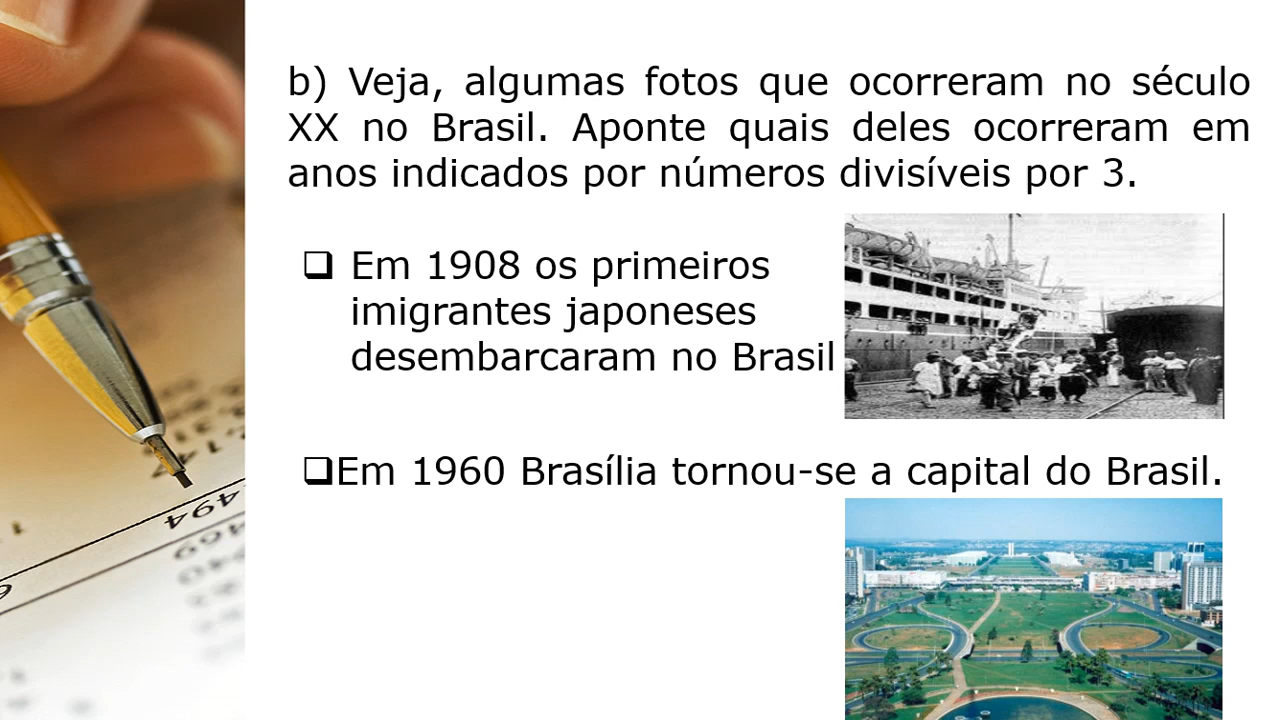 b) Veja, algumas fotos que ocorreram no século
XX no Brasil. Aponte quais deles ocorreram em
anos indicados por números divisíveis por 3.
❑ Em 1908 os primeiros
imigrantes japoneses
desembarcaram no Brasil
❑Em 1960 Brasília tornou-se a capital do Brasil.
494